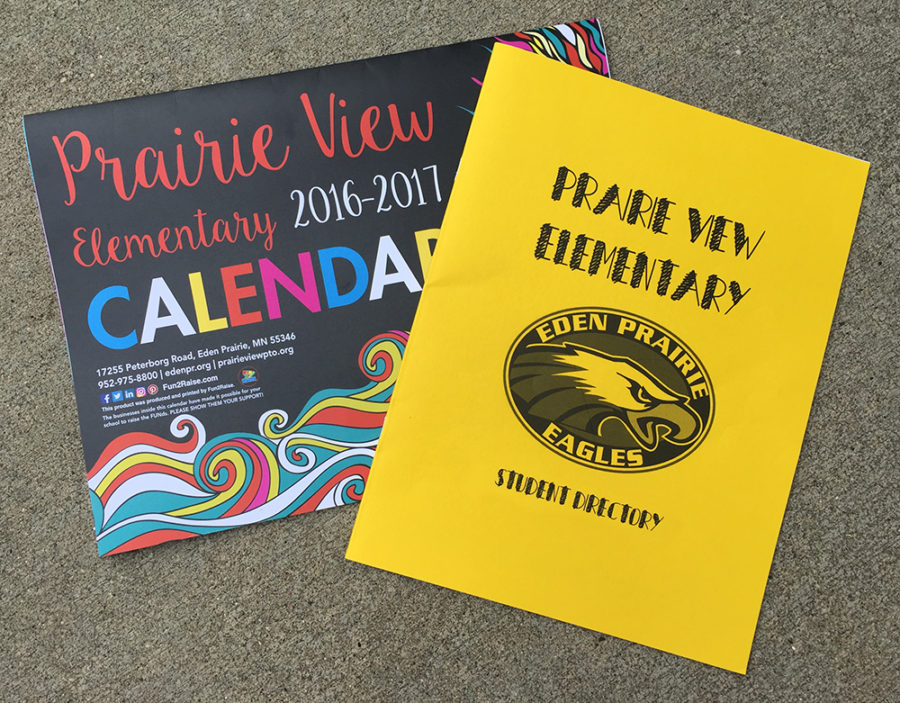 Prairie View
Elementary 2016-2017
CALENDAR
17255 Peterborg Road, Eden Prairie, MN 55346
952-975-8800 | edenpr.org | prairieviewpto.org
Fun2Raise.com
This product was produced and printed by Fun2Raise.
The businesses inside this calendar have made it possible for your
school to raise the FUNds. PLEASE SHOW THEM YOUR SUPPORT!
PRAIRIE VIEW
ELEMENTARY
EDEN PRAIRIE
EAGLES
STUDENT DIRECTORY